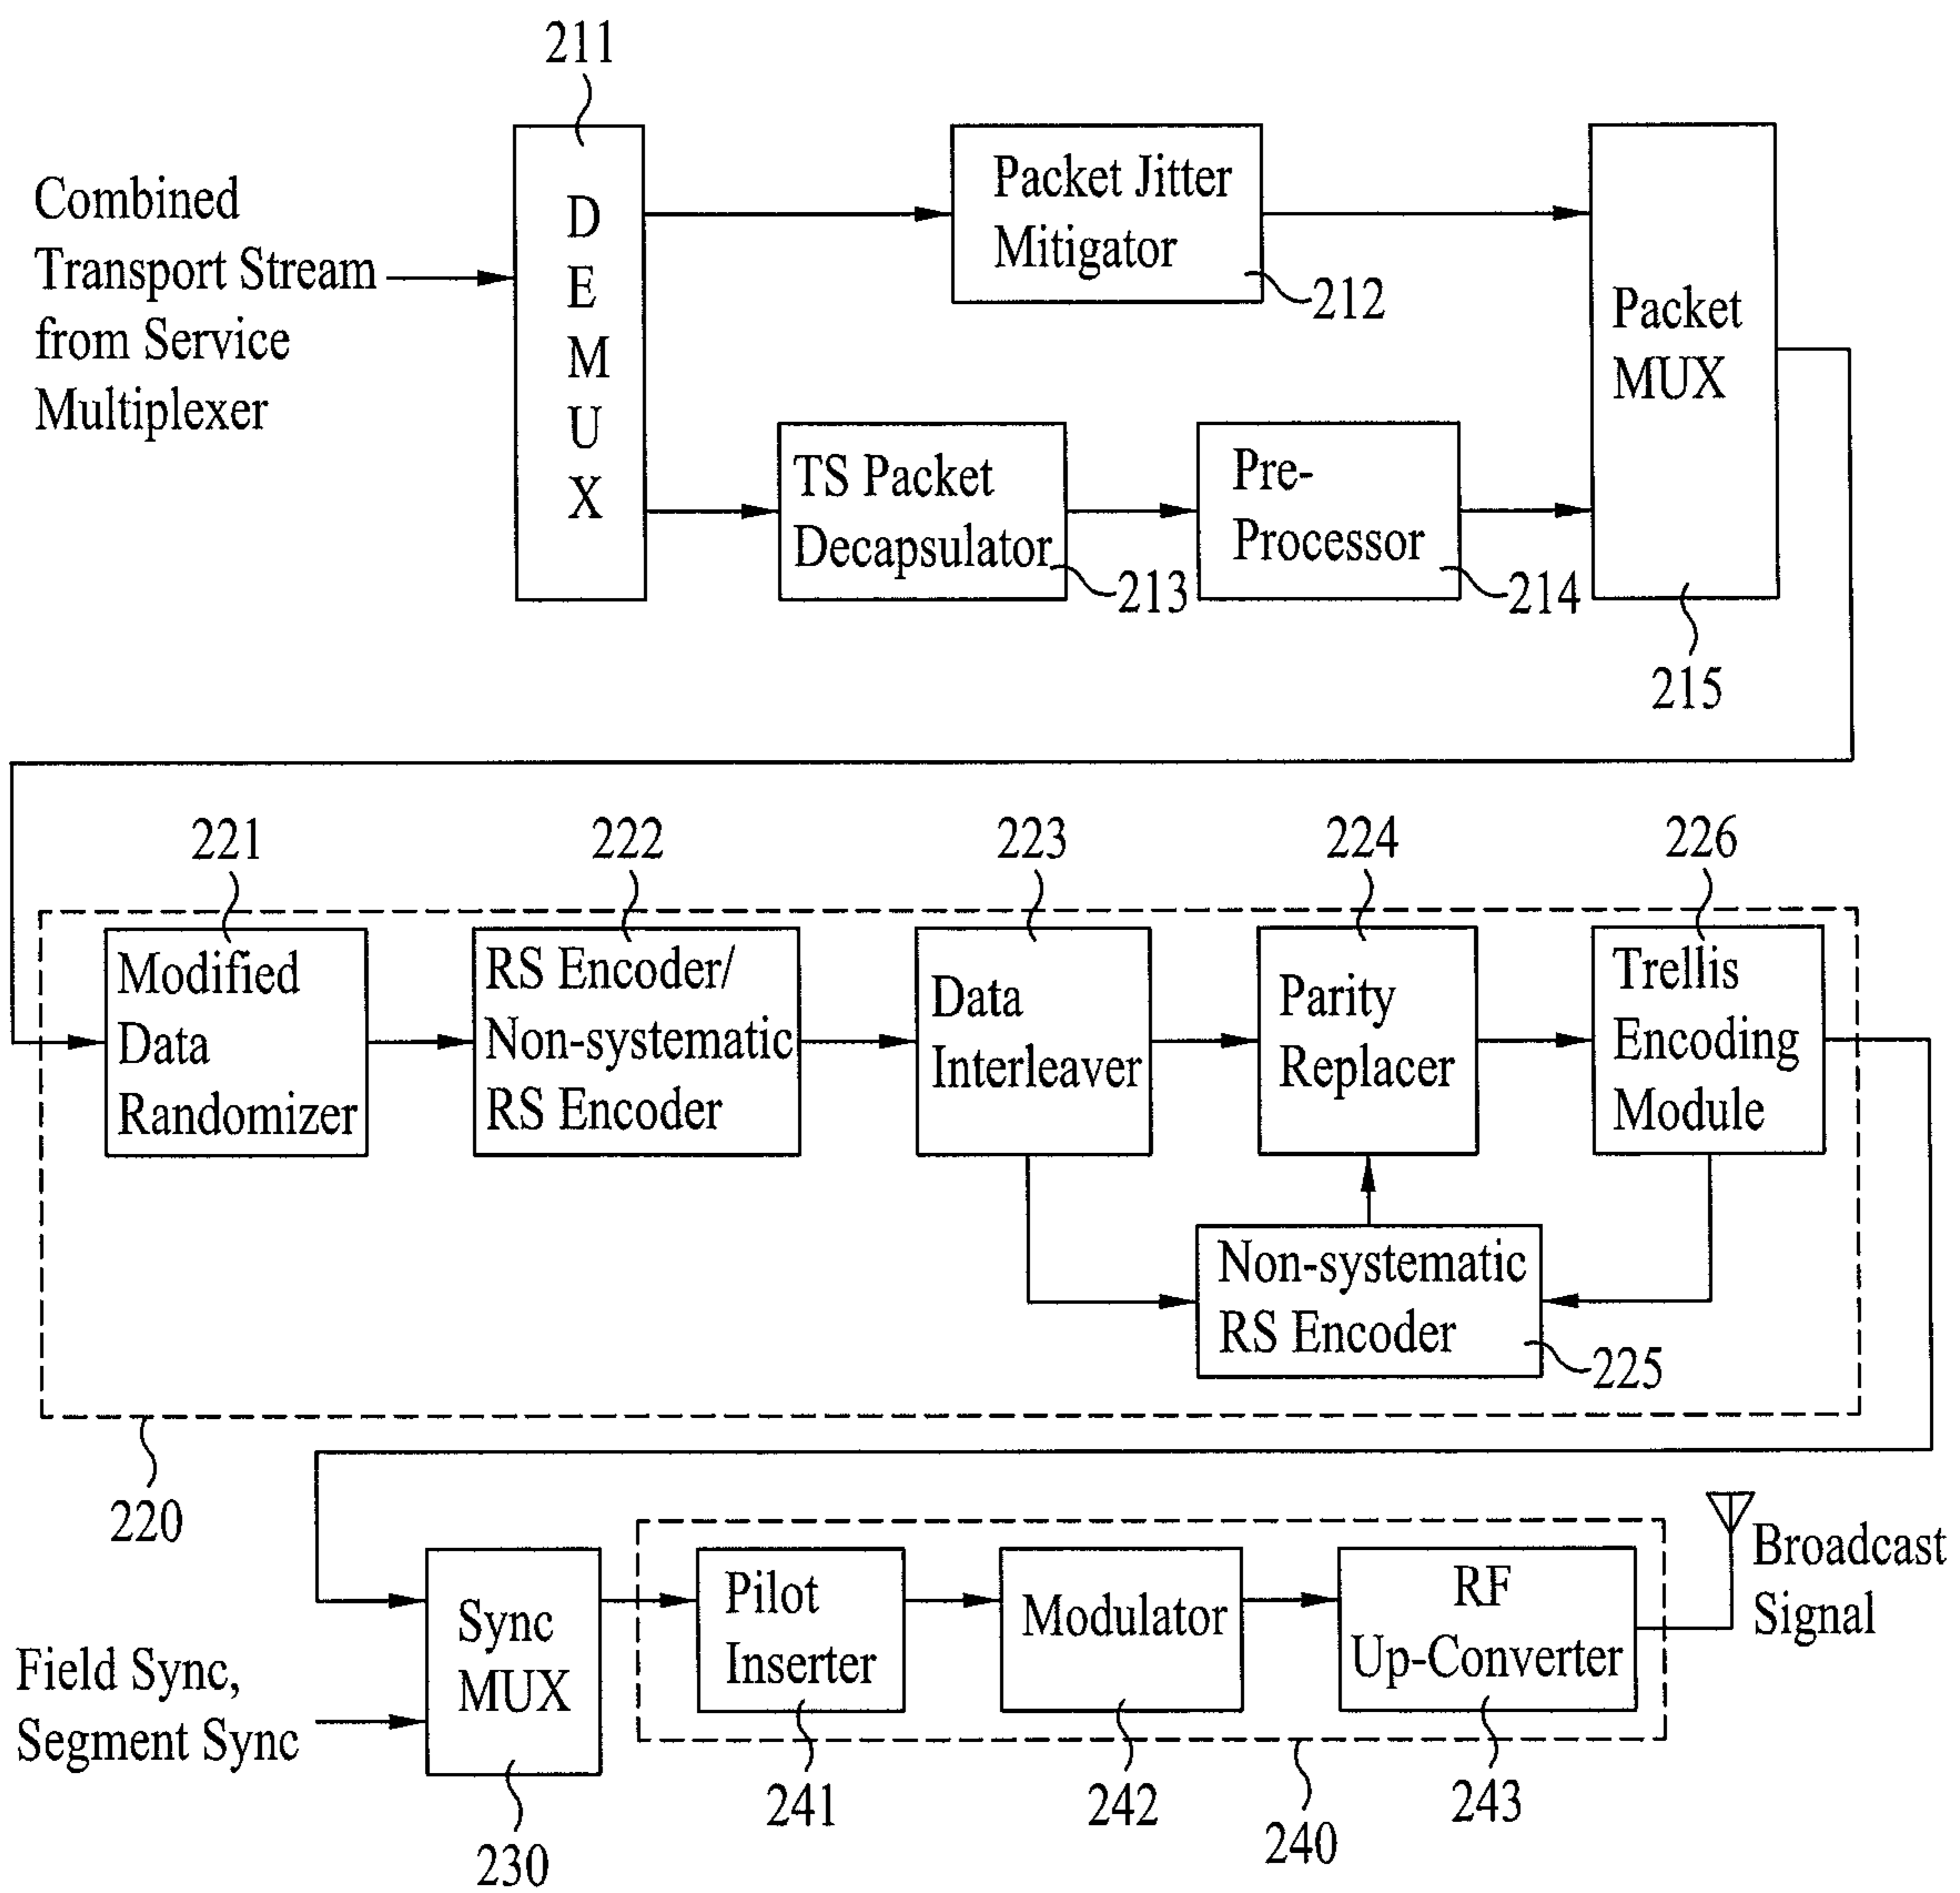 211
Combined
Transport Stream
from Service
Multiplexer
D
E
M
U
X
Packet Jitter
Mitigator
212
Packet
MUX
TS Packet
Decapsulator
213
Pre-
Processor
214
215
221
222
223
224
226
Modified
Data
Randomizer
RS Encoder/
Non-systematic
RS Encoder
Data
Interleaver
Parity
Replacer
Trellis
Encoding
Module
Non-systematic
RS Encoder
225
220
Sync
MUX
Field Sync,
Segment Sync
230
Pilot
Inserter
241
Modulator
242
RF
Up-Converter
243
240
Broadcast
Signal